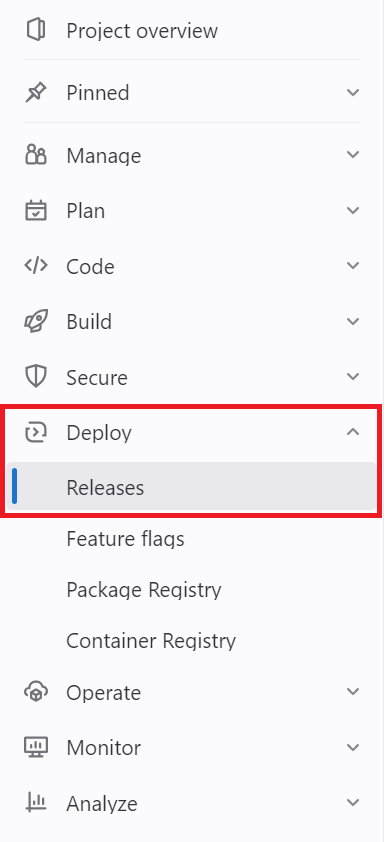 Project overview
Pinned
Manage
Plan
Code
Build
Secure
Deploy
Releases
Feature flags
Package Registry
Container Registry
Operate
Monitor
Analyze